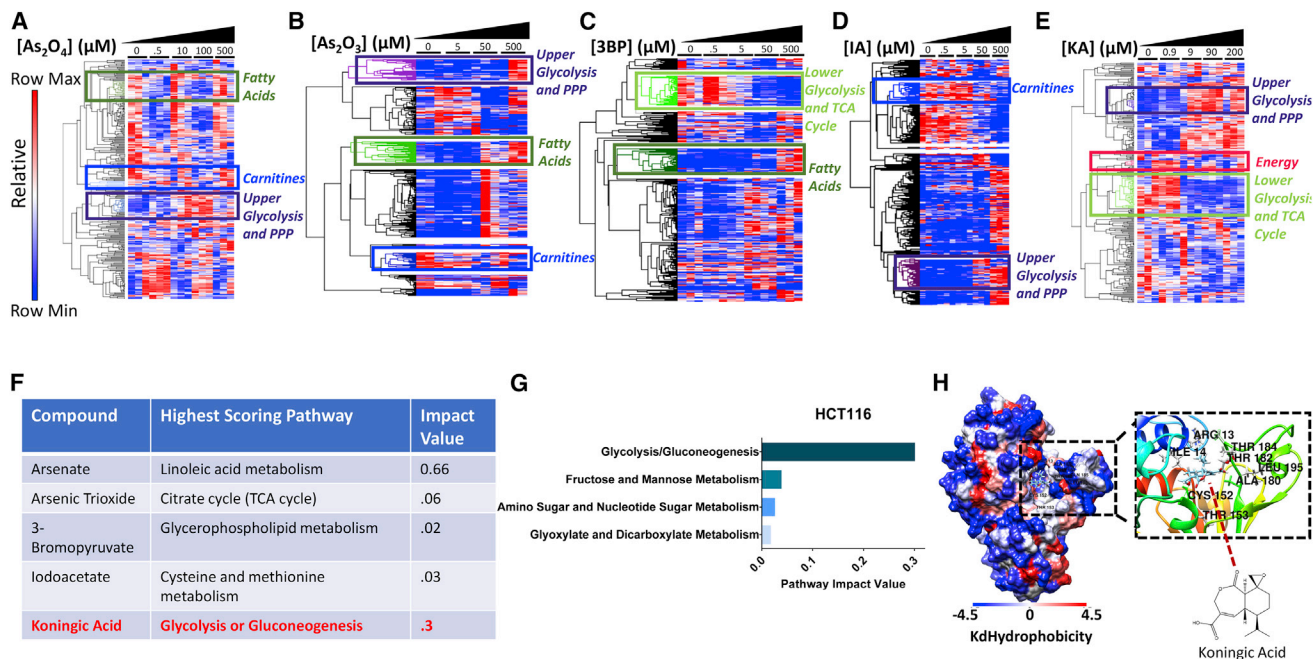 A
[As2O4] (μM)
0 .5 10 100 500
Row Max
Relative
Row Min
Fatty
Acids
Carnitines
Upper
Glycolysis
and PPP
B
[As2O3] (μM)
0 5 50 500
Upper
Glycolysis
and PPP
Fatty
Acids
Carnitines
C
[3BP] (μM)
0 .5 5 50 500
Lower
Glycolysis
and TCA
Cycle
Fatty
Acids
D
[IA] (μM)
0 .5 5 50 500
Carnitines
Upper
Glycolysis
and PPP
E
[KA] (μM)
0 0.9 9 90 200
Upper
Glycolysis
and PPP
Energy
Lower
Glycolysis
and TCA
Cycle
F
Compound Highest Scoring Pathway Impact
Value
Arsenate Linoleic acid metabolism 0.66
Arsenic Trioxide Citrate cycle (TCA cycle) .06
3-
Bromopyruvate Glycerophospholipid metabolism .02
Iodoacetate Cysteine and methionine
metabolism .03
Koningic Acid Glycolysis or Gluconeogenesis .3
G
HCT116
Glycolysis/Gluconeogenesis
Fructose and Mannose Metabolism
Amino Sugar and Nucleotide Sugar Metabolism
Glyoxylate and Dicarboxylate Metabolism
0.0 0.1 0.2 0.3
Pathway Impact Value
H
-4.5 0 4.5
KdHydrophobicity
ARG 13
ILE 14
THR 184
THR 182
LEU 195
ALA 180
CYS 152
THR 153
O
O
O
H
H
HO
O
Koningic Acid